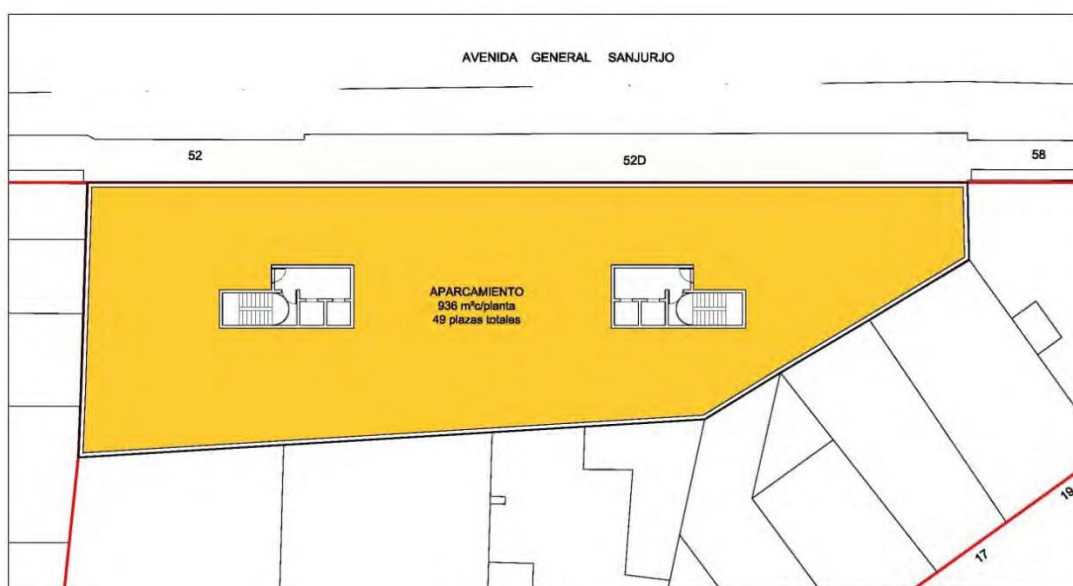 AVENIDA GENERAL SANJURJO
52
52D
58
APARCAMIENTO
936 m²c/planta
49 plazas totales
19
17